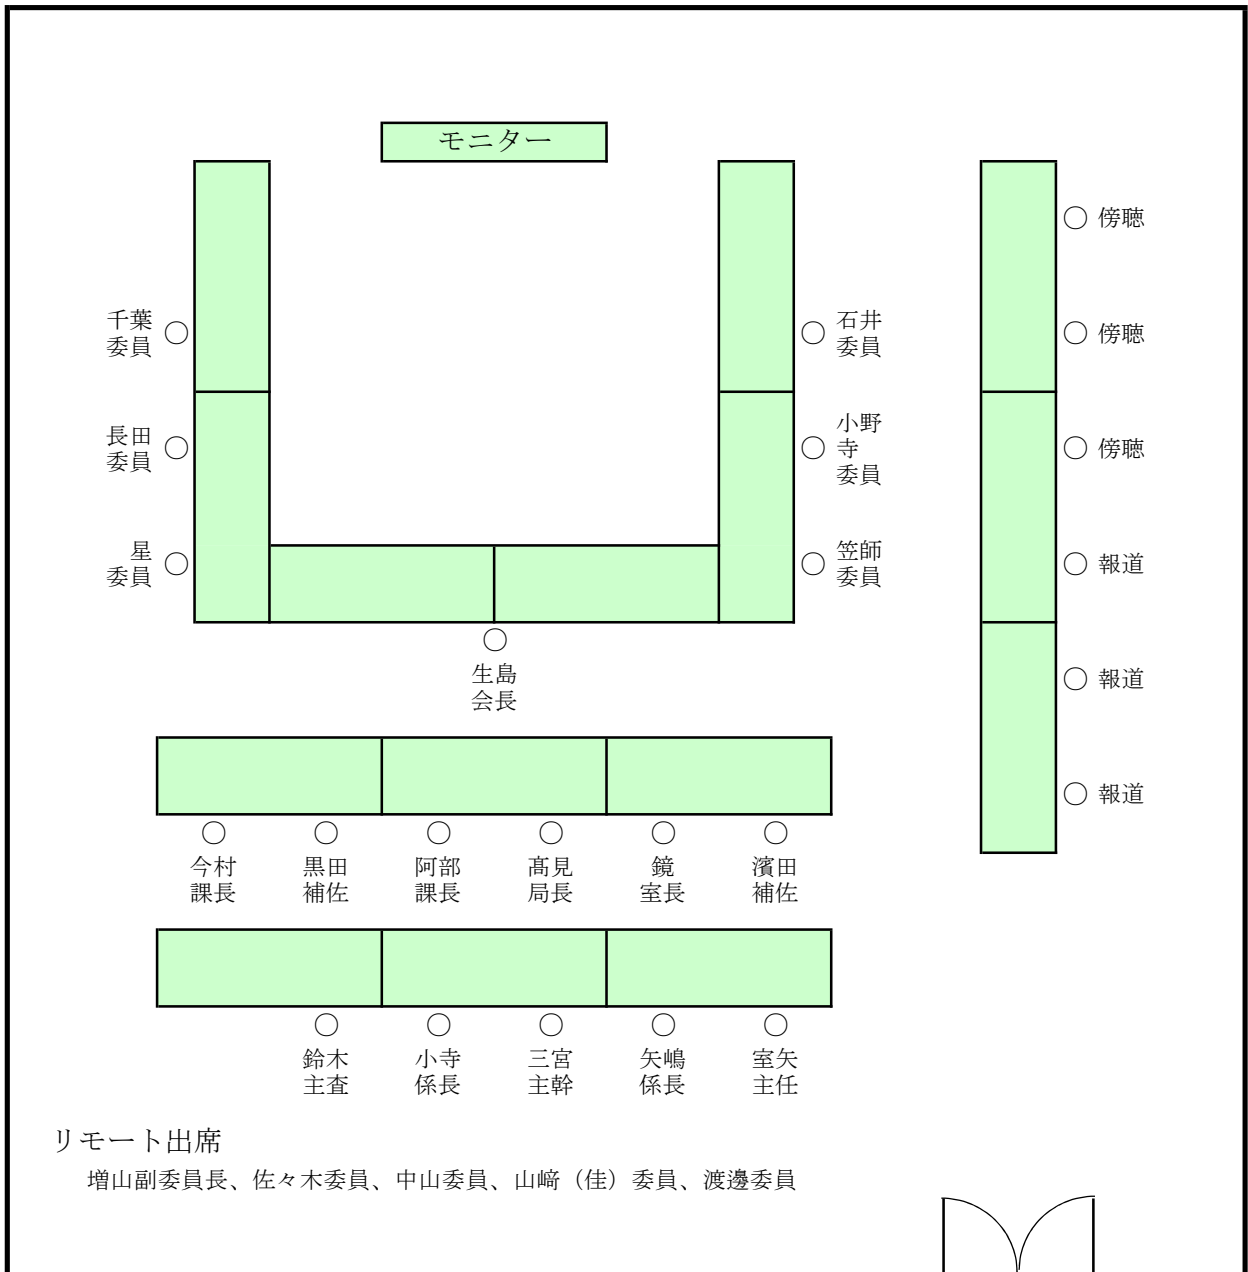 モニター
傍聴
傍聴
傍聴
報道
報道
報道
千葉
委員
長田
委員
星
委員
石井
委員
小野
寺
委員
笠師
委員
生島
会長
今村
課長
黒田
補佐
阿部
課長
髙見
局長
鏡
室長
濱田
補佐
鈴木
主査
小寺
係長
三宮
主幹
矢嶋
係長
室矢
主任
リモート出席
増山副委員長、佐々木委員、中山委員、山﨑（佳）委員、渡邊委員